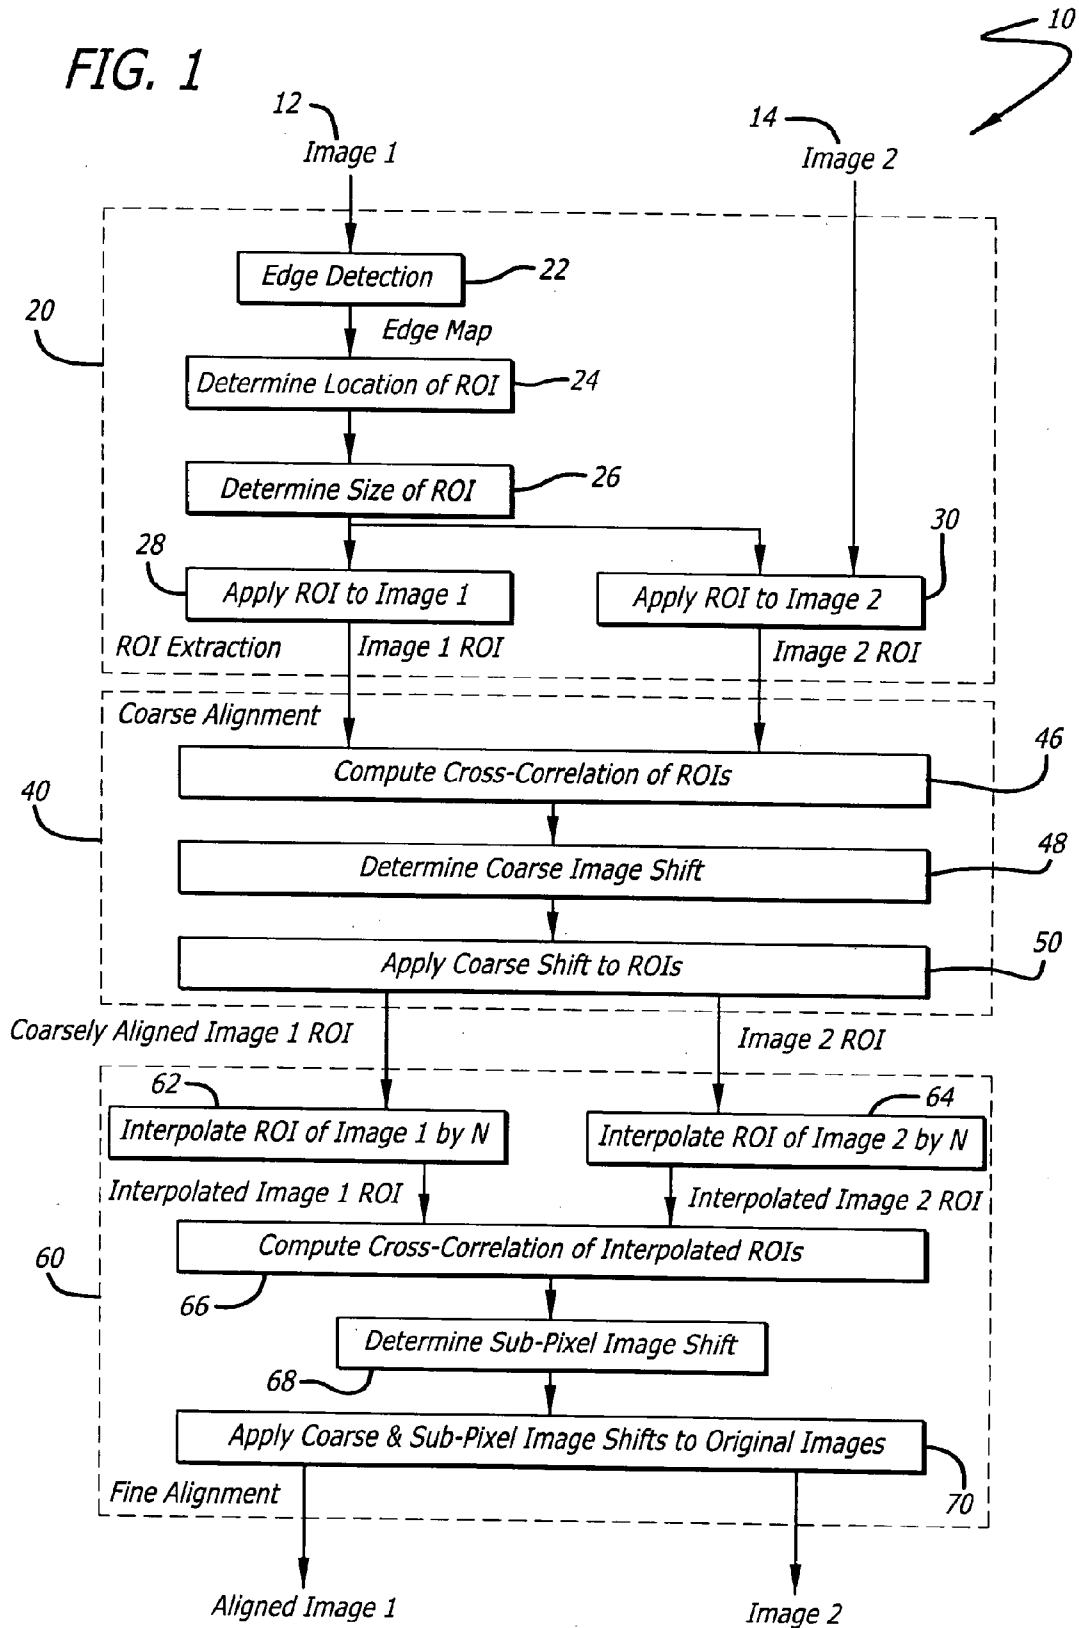 10
FIG. 1
12
14
Image 1
Image 2
Edge Detection
22
20
Edge Map
Determine Location of ROI
24
Determine Size of ROI
26
28
30
Apply ROI to Image 1
Apply ROI to Image 2
ROI Extraction
Image 1 ROI
Image 2 ROI
Coarse Alignment
46
Compute Cross-Correlation of ROIs
40
48
Determine Coarse Image Shift
50
Apply Coarse Shift to ROIs
Coarsely Aligned Image 1 ROI
Image 2 ROI
62
64
Interpolate ROI of Image 1 by N
Interpolate ROI of Image 2 by N
Interpolated Image 1 ROI
Interpolated Image 2 ROI
Compute Cross-Correlation of Interpolated ROIs
60
66
Determine Sub-Pixel Image Shift
68
Apply Coarse & Sub-Pixel Image Shifts to Original Images
Fine Alignment
70
Aligned Image 1
Image 2